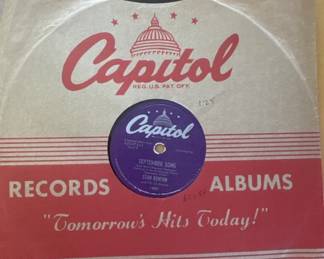 Capitol
REG. U.S. PAT. OFF.
Capitol
SEPTEMBER SONG
STAN KENTON
RECORDS ALBUMS
"Tomorrow's Hits Today!"